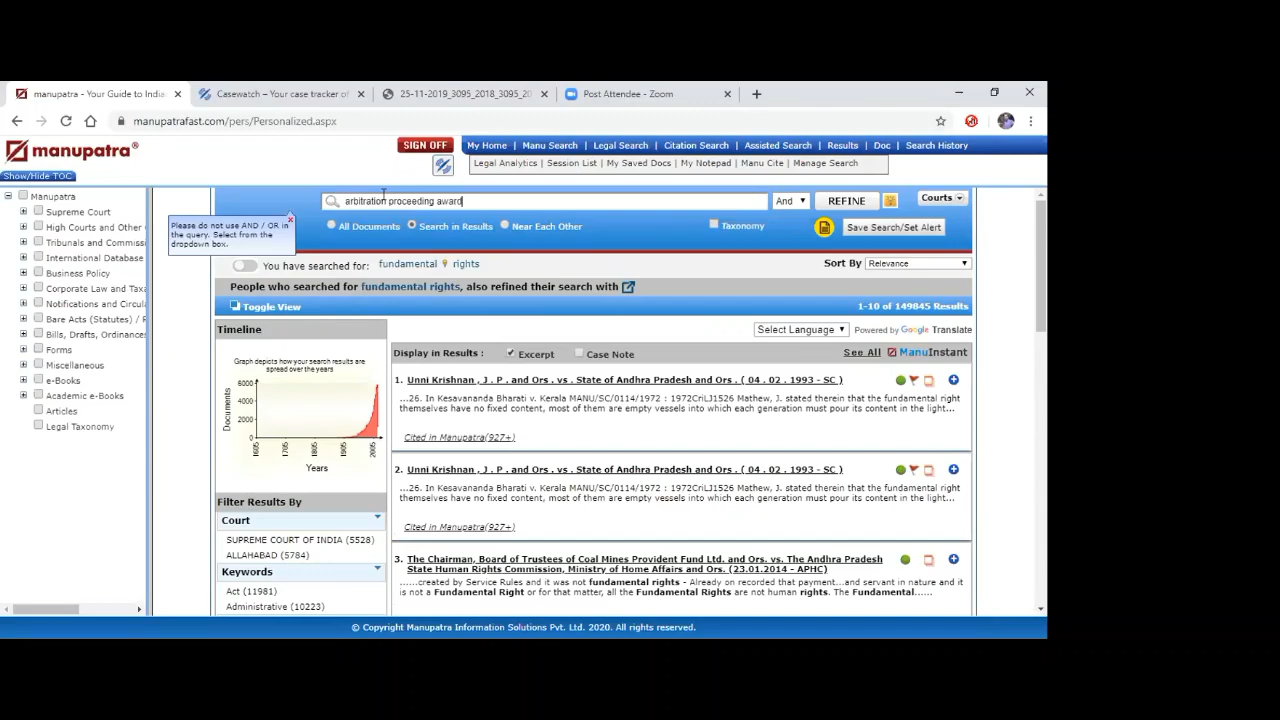 manupatra - Your Guide to India
Casewatch – Your case tracker of
25-11-2019_3095_2018_3095_20
Post Attendee - Zoom
manupatrafast.com/pers/Personalized.aspx
manupatra
SIGN OFF
My Home | Manu Search | Legal Search | Citation Search | Assisted Search | Results | Doc | Search History
Legal Analytics | Session List | My Saved Docs | My Notepad | Manu Cite | Manage Search
Show/Hide TOC
Manupatra
Supreme Court
High Courts and Other
Tribunals and Commiss
International Database
Business Policy
Corporate Law and Taxa
Notifications and Circula
Bare Acts (Statutes) / R
Bills, Drafts, Ordinances
Forms
Miscellaneous
e-Books
Academic e-Books
Articles
Legal Taxonomy
arbitration proceeding award
And
REFINE
Courts
Please do not use AND / OR in
the query. Select from the
dropdown box.
All Documents
Search in Results
Near Each Other
Taxonomy
Save Search/Set Alert
You have searched for: fundamental rights
Sort By Relevance
People who searched for fundamental rights, also refined their search with
Toggle View
1-10 of 149845 Results
Timeline
Graph depicts how your search results are
spread over the years
Documents
6000
4000
2000
0
1605
1705
1805
1905
2005
Years
Filter Results By
Court
SUPREME COURT OF INDIA (5528)
ALLAHABAD (5784)
Keywords
Act (11981)
Administrative (10223)
Select Language
Powered by Google Translate
Display in Results :
Excerpt
Case Note
See All
ManuInstant
1. Unni Krishnan , J . P . and Ors . vs . State of Andhra Pradesh and Ors . ( 04 . 02 . 1993 - SC )
...26. In Kesavananda Bharati v. Kerala MANU/SC/0114/1972 : 1972CriLJ1526 Mathew, J. stated therein that the fundamental right
themselves have no fixed content, most of them are empty vessels into which each generation must pour its content in the light...
Cited in Manupatra(927+)
2. Unni Krishnan , J . P . and Ors . vs . State of Andhra Pradesh and Ors . ( 04 . 02 . 1993 - SC )
...26. In Kesavananda Bharati v. Kerala MANU/SC/0114/1972 : 1972CriLJ1526 Mathew, J. stated therein that the fundamental right
themselves have no fixed content, most of them are empty vessels into which each generation must pour its content in the light...
Cited in Manupatra(927+)
3. The Chairman, Board of Trustees of Coal Mines Provident Fund Ltd. and Ors. vs. The Andhra Pradesh
State Human Rights Commission, Ministry of Home Affairs and Ors. (23.01.2014 - APHC)
......created by Service Rules and it was not fundamental rights - Already on recorded that payment...and servant in nature and it
is not a Fundamental Right or for that matter, all the Fundamental Rights are not human rights. The Fundamental......
© Copyright Manupatra Information Solutions Pvt. Ltd. 2020. All rights reserved.